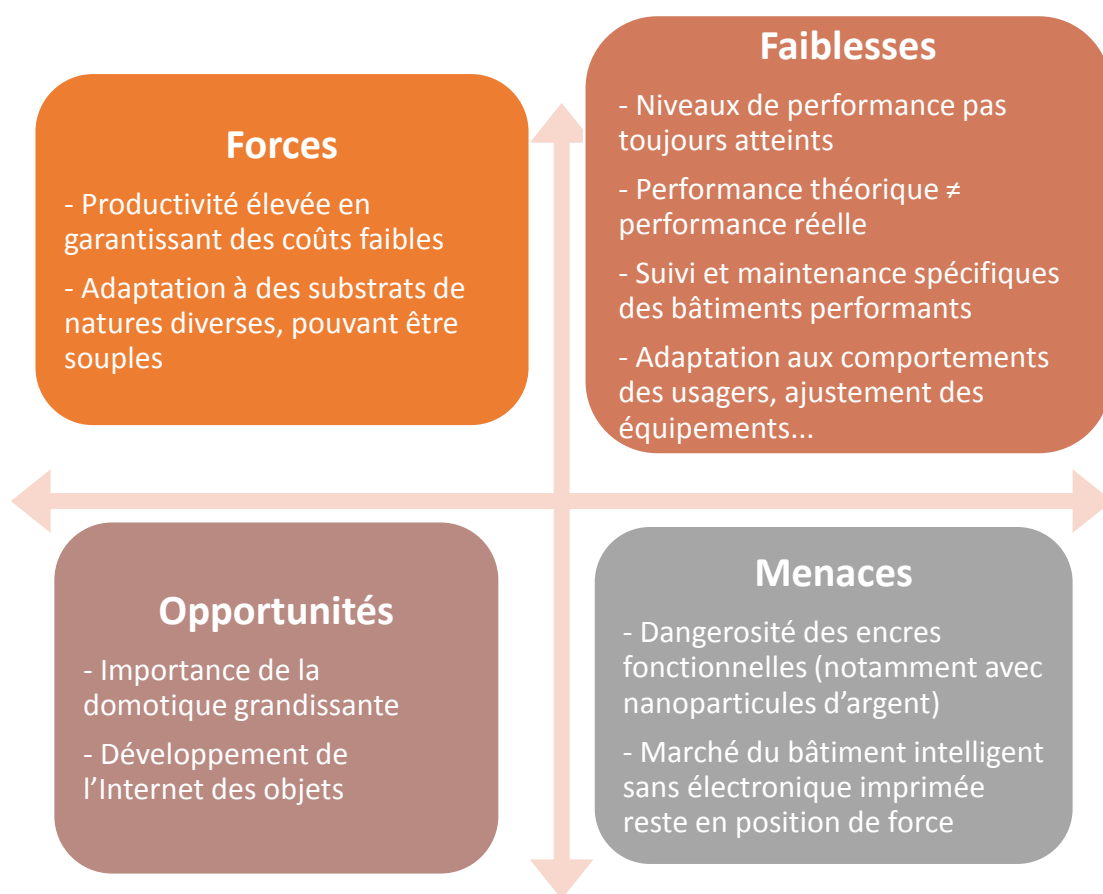 Forces
- Productivité élevée en
garantissant des coûts faibles
- Adaptation à des substrats de
natures diverses, pouvant être
souples
Faiblesses
- Niveaux de performance pas
toujours atteints
- Performance théorique ≠
performance réelle
- Suivi et maintenance spécifiques
des bâtiments performants
- Adaptation aux comportements
des usagers, ajustement des
équipements...
Opportunités
- Importance de la
domotique grandissante
- Développement de
l’Internet des objets
Menaces
- Dangerosité des encres
fonctionnelles (notamment avec
nanoparticules d’argent)
- Marché du bâtiment intelligent
sans électronique imprimée
reste en position de force